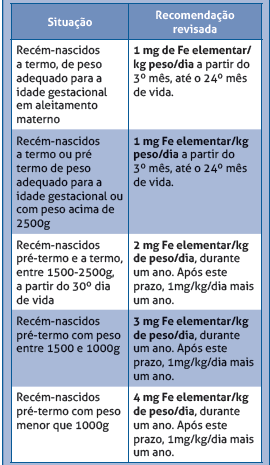 Situação
Recomendação
revisada
Recém-nascidos
a termo, de peso
adequado para a
idade gestacional
em aleitamento
materno
1 mg de Fe elementar/
kg peso/dia a partir do
3º mês, até o 24º mês
de vida.
Recém-nascidos
a termo ou pré
termo de peso
adequado para a
idade gestacional ou
com peso acima de
2500g
1 mg Fe elementar/kg
peso/dia a partir do
3º mês, até o 24º mês
de vida.
Recém-nascidos
pré-termo e a termo,
entre 1500-2500g,
a partir do 30º dia
de vida
2 mg Fe elementar/kg
de peso/dia, durante
um ano. Após este
prazo, 1mg/kg/dia mais
um ano.
Recém-nascidos
pré-termo com peso
entre 1500 e 1000g
3 mg Fe elementar/kg
de peso/dia, durante
um ano. Após este
prazo, 1mg/kg/dia mais
um ano.
Recém-nascidos
pré-termo com peso
menor que 1000g
4 mg Fe elementar/kg
de peso/dia, durante
um ano. Após este
prazo, 1mg/kg/dia mais
um ano.